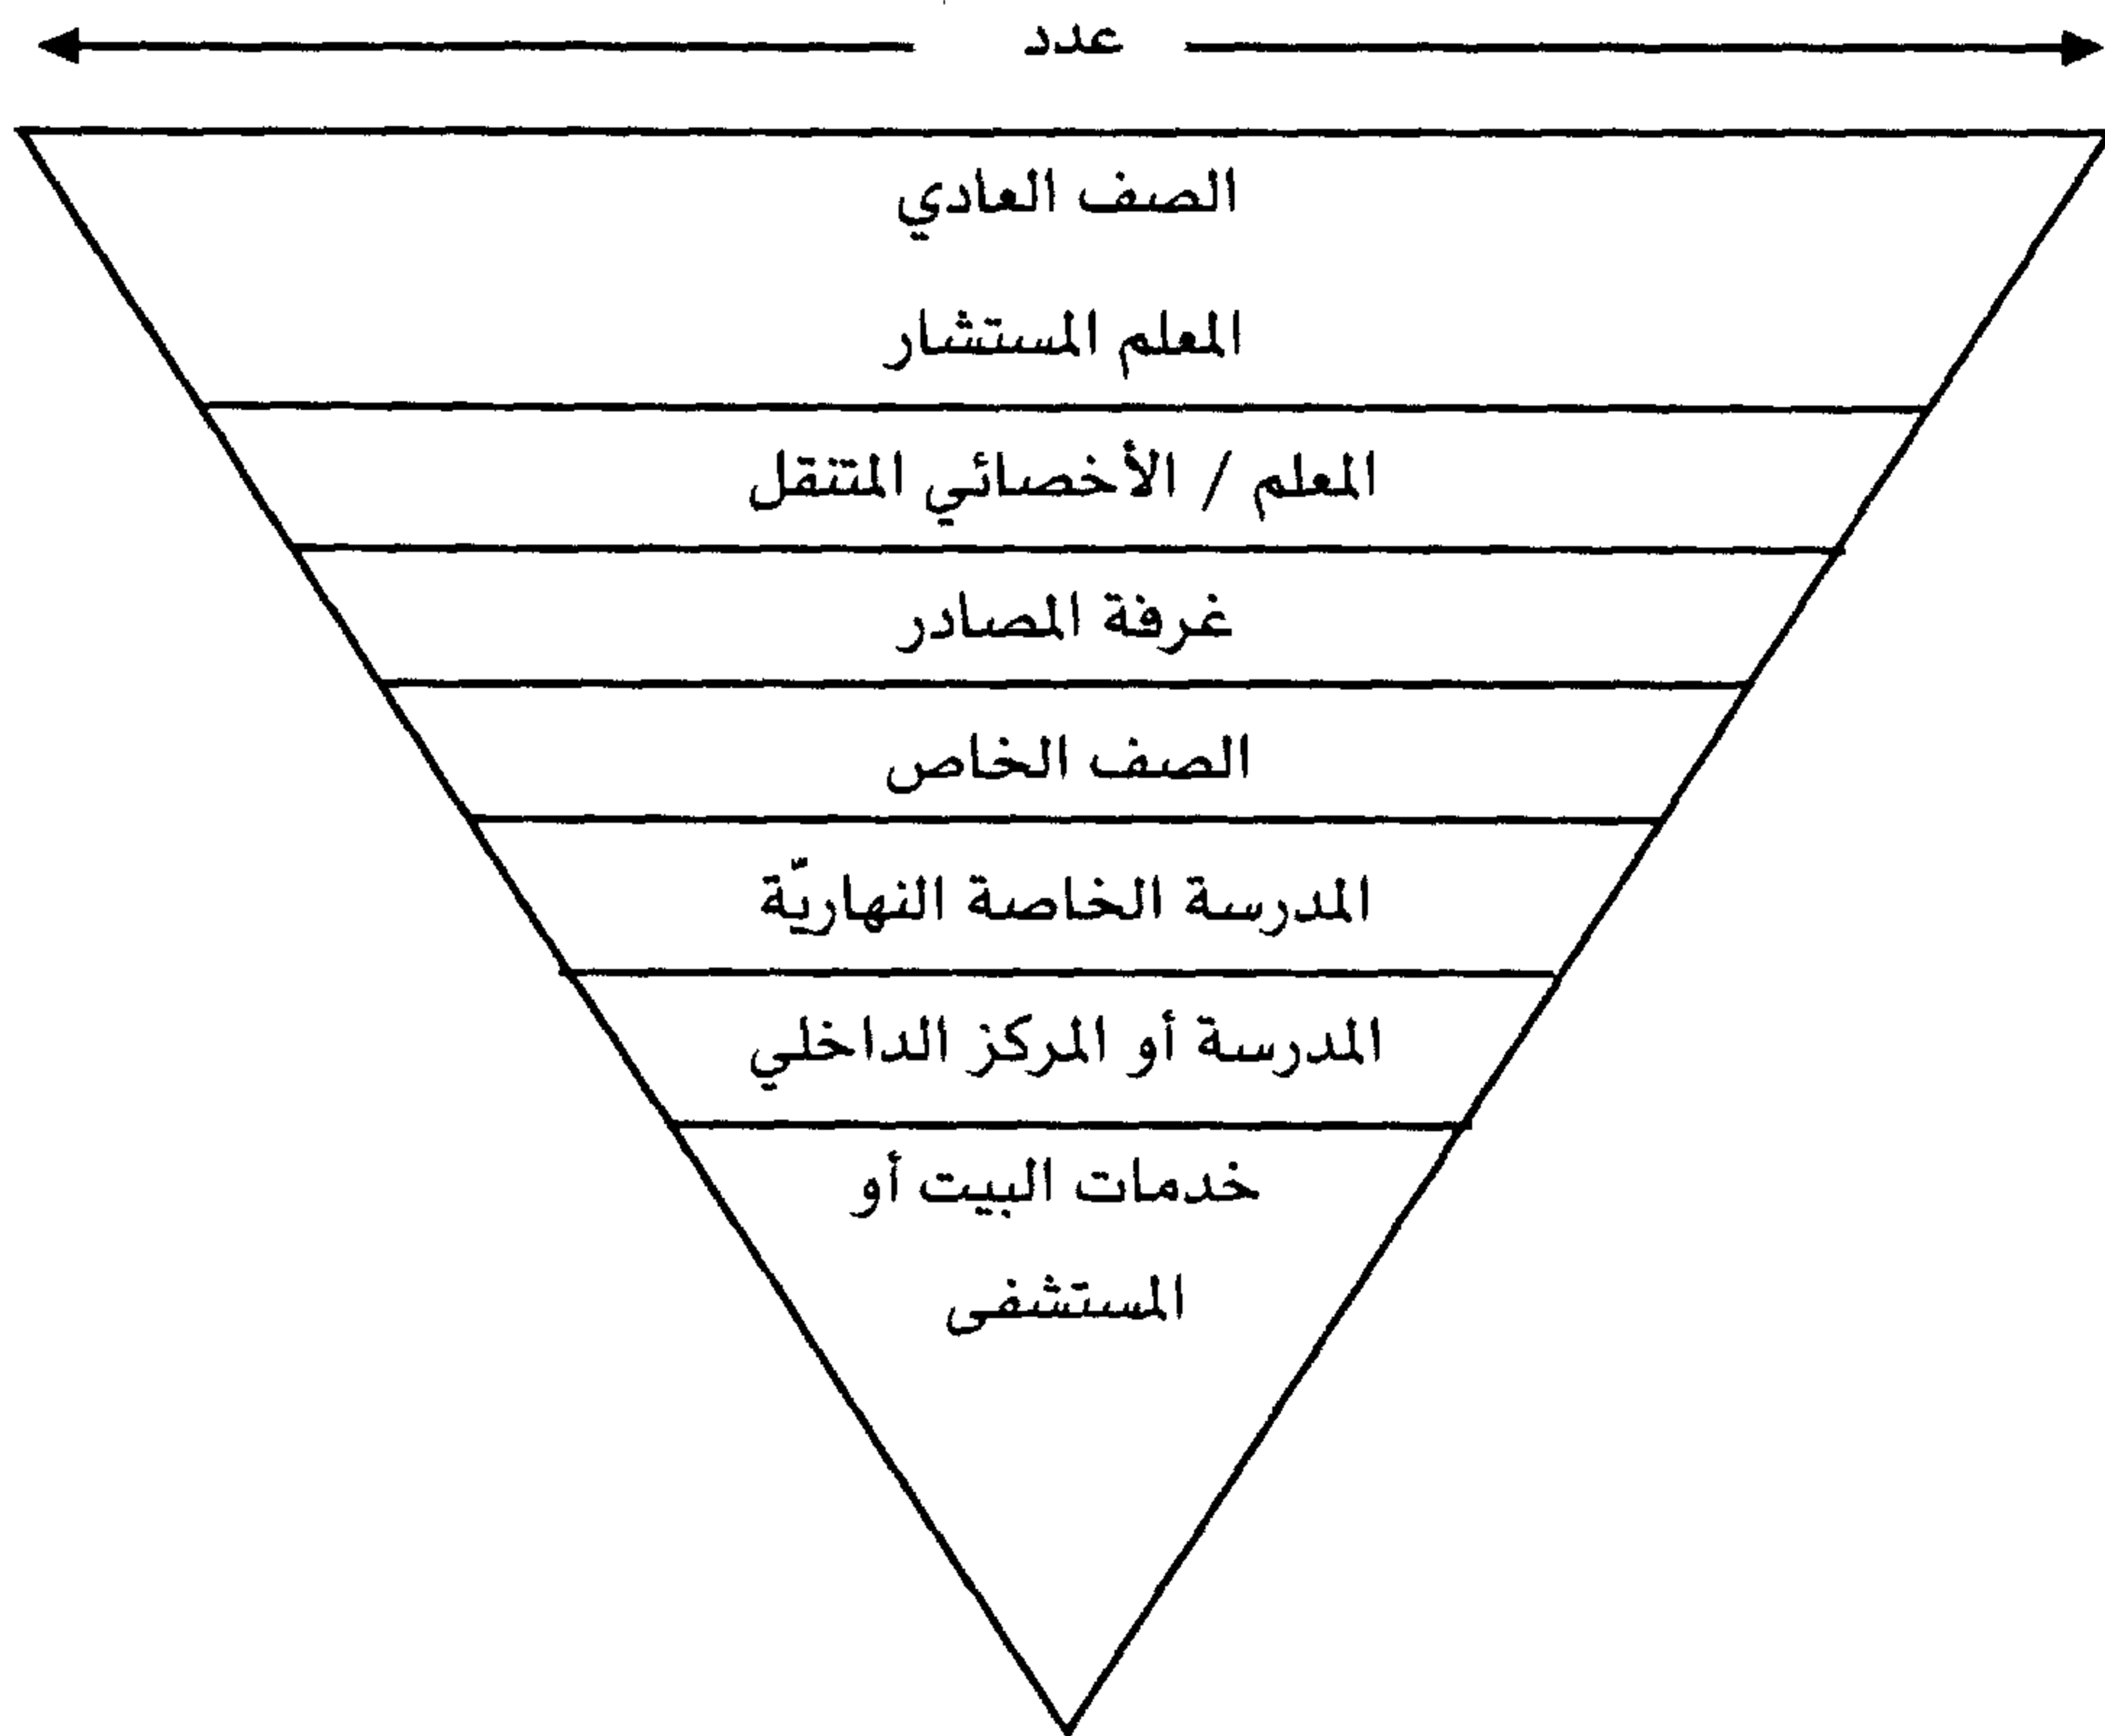 عدد
الصف العادي
المعلم المستشار
المعلم / الأخصائي المتنقل
غرفة المصادر
الصف الخاص
المدرسة الخاصة النهاريّة
المدرسة أو المركز الداخلي
خدمات البيت أو
المستشفى